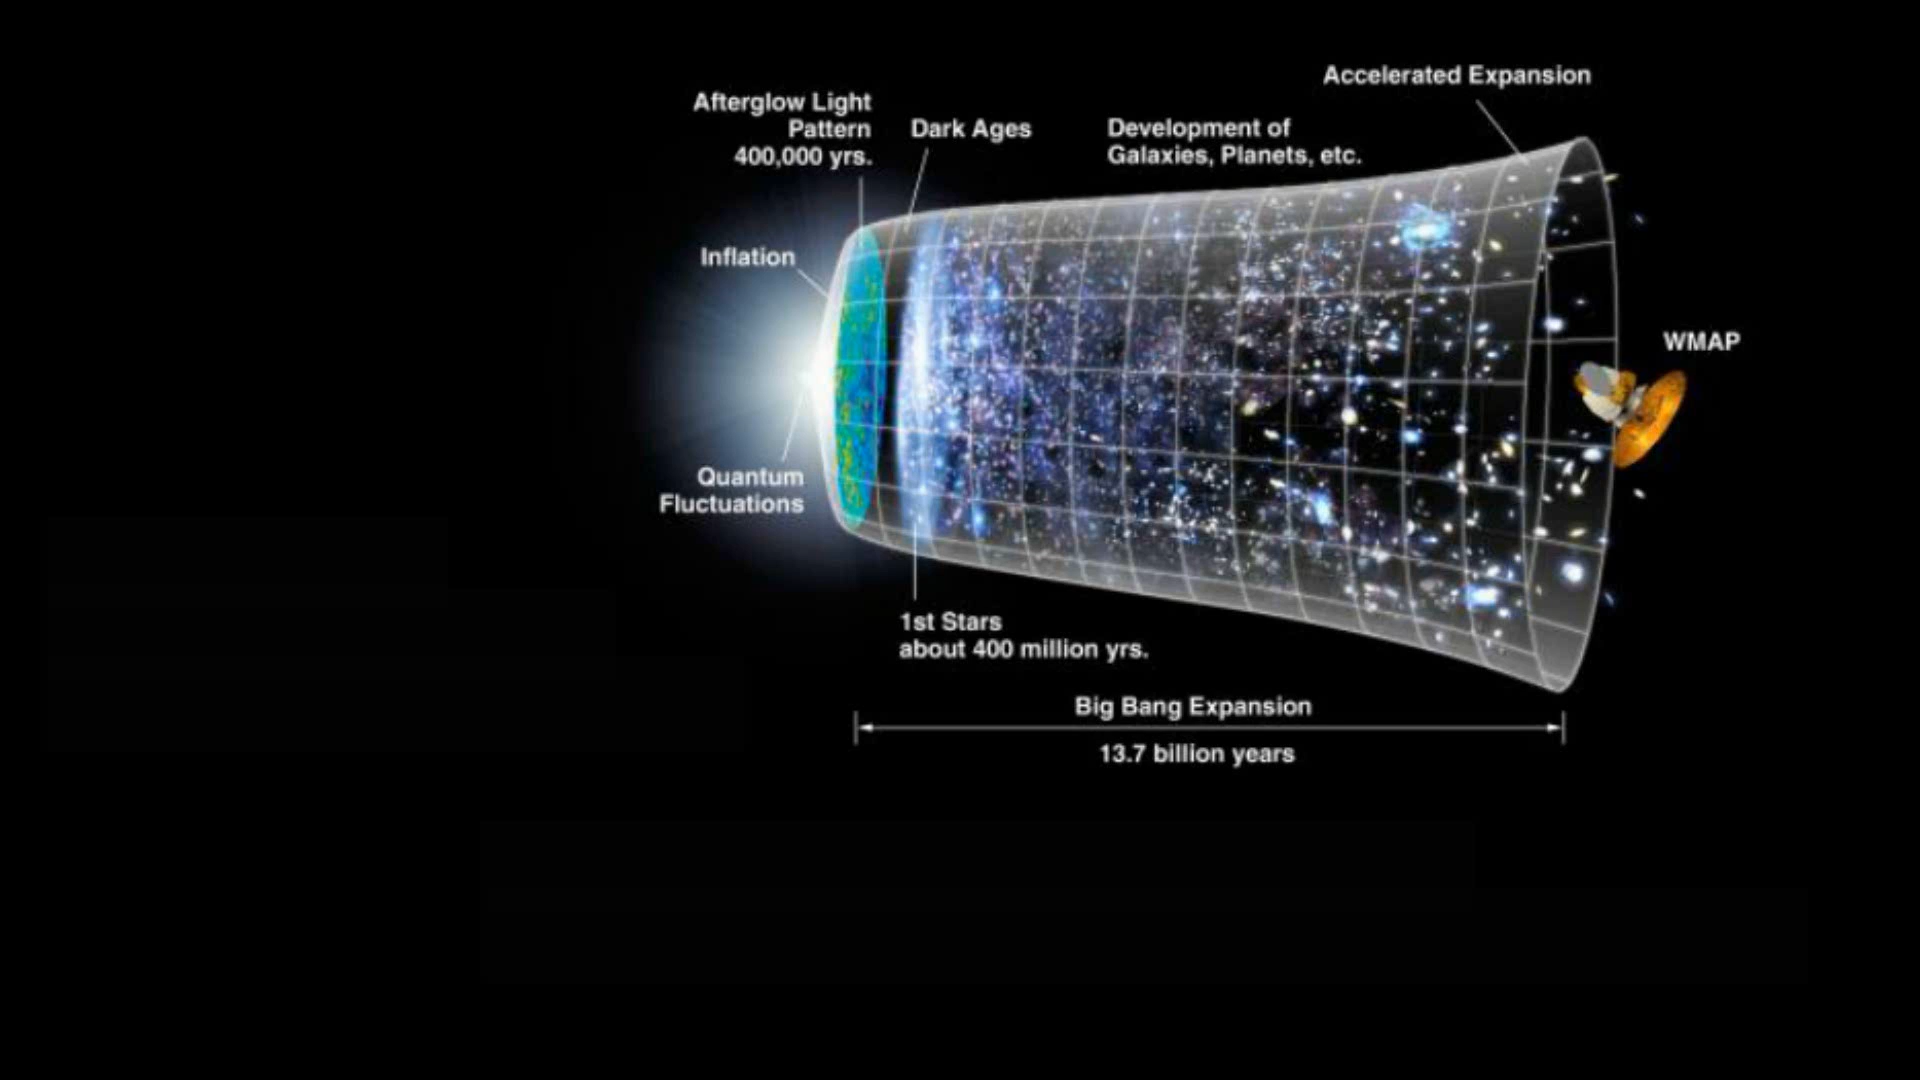 Accelerated Expansion
Afterglow Light
Pattern
400,000 yrs.
Dark Ages
Development of
Galaxies, Planets, etc.
Inflation
WMAP
Quantum
Fluctuations
1st Stars
about 400 million yrs.
Big Bang Expansion
13.7 billion years